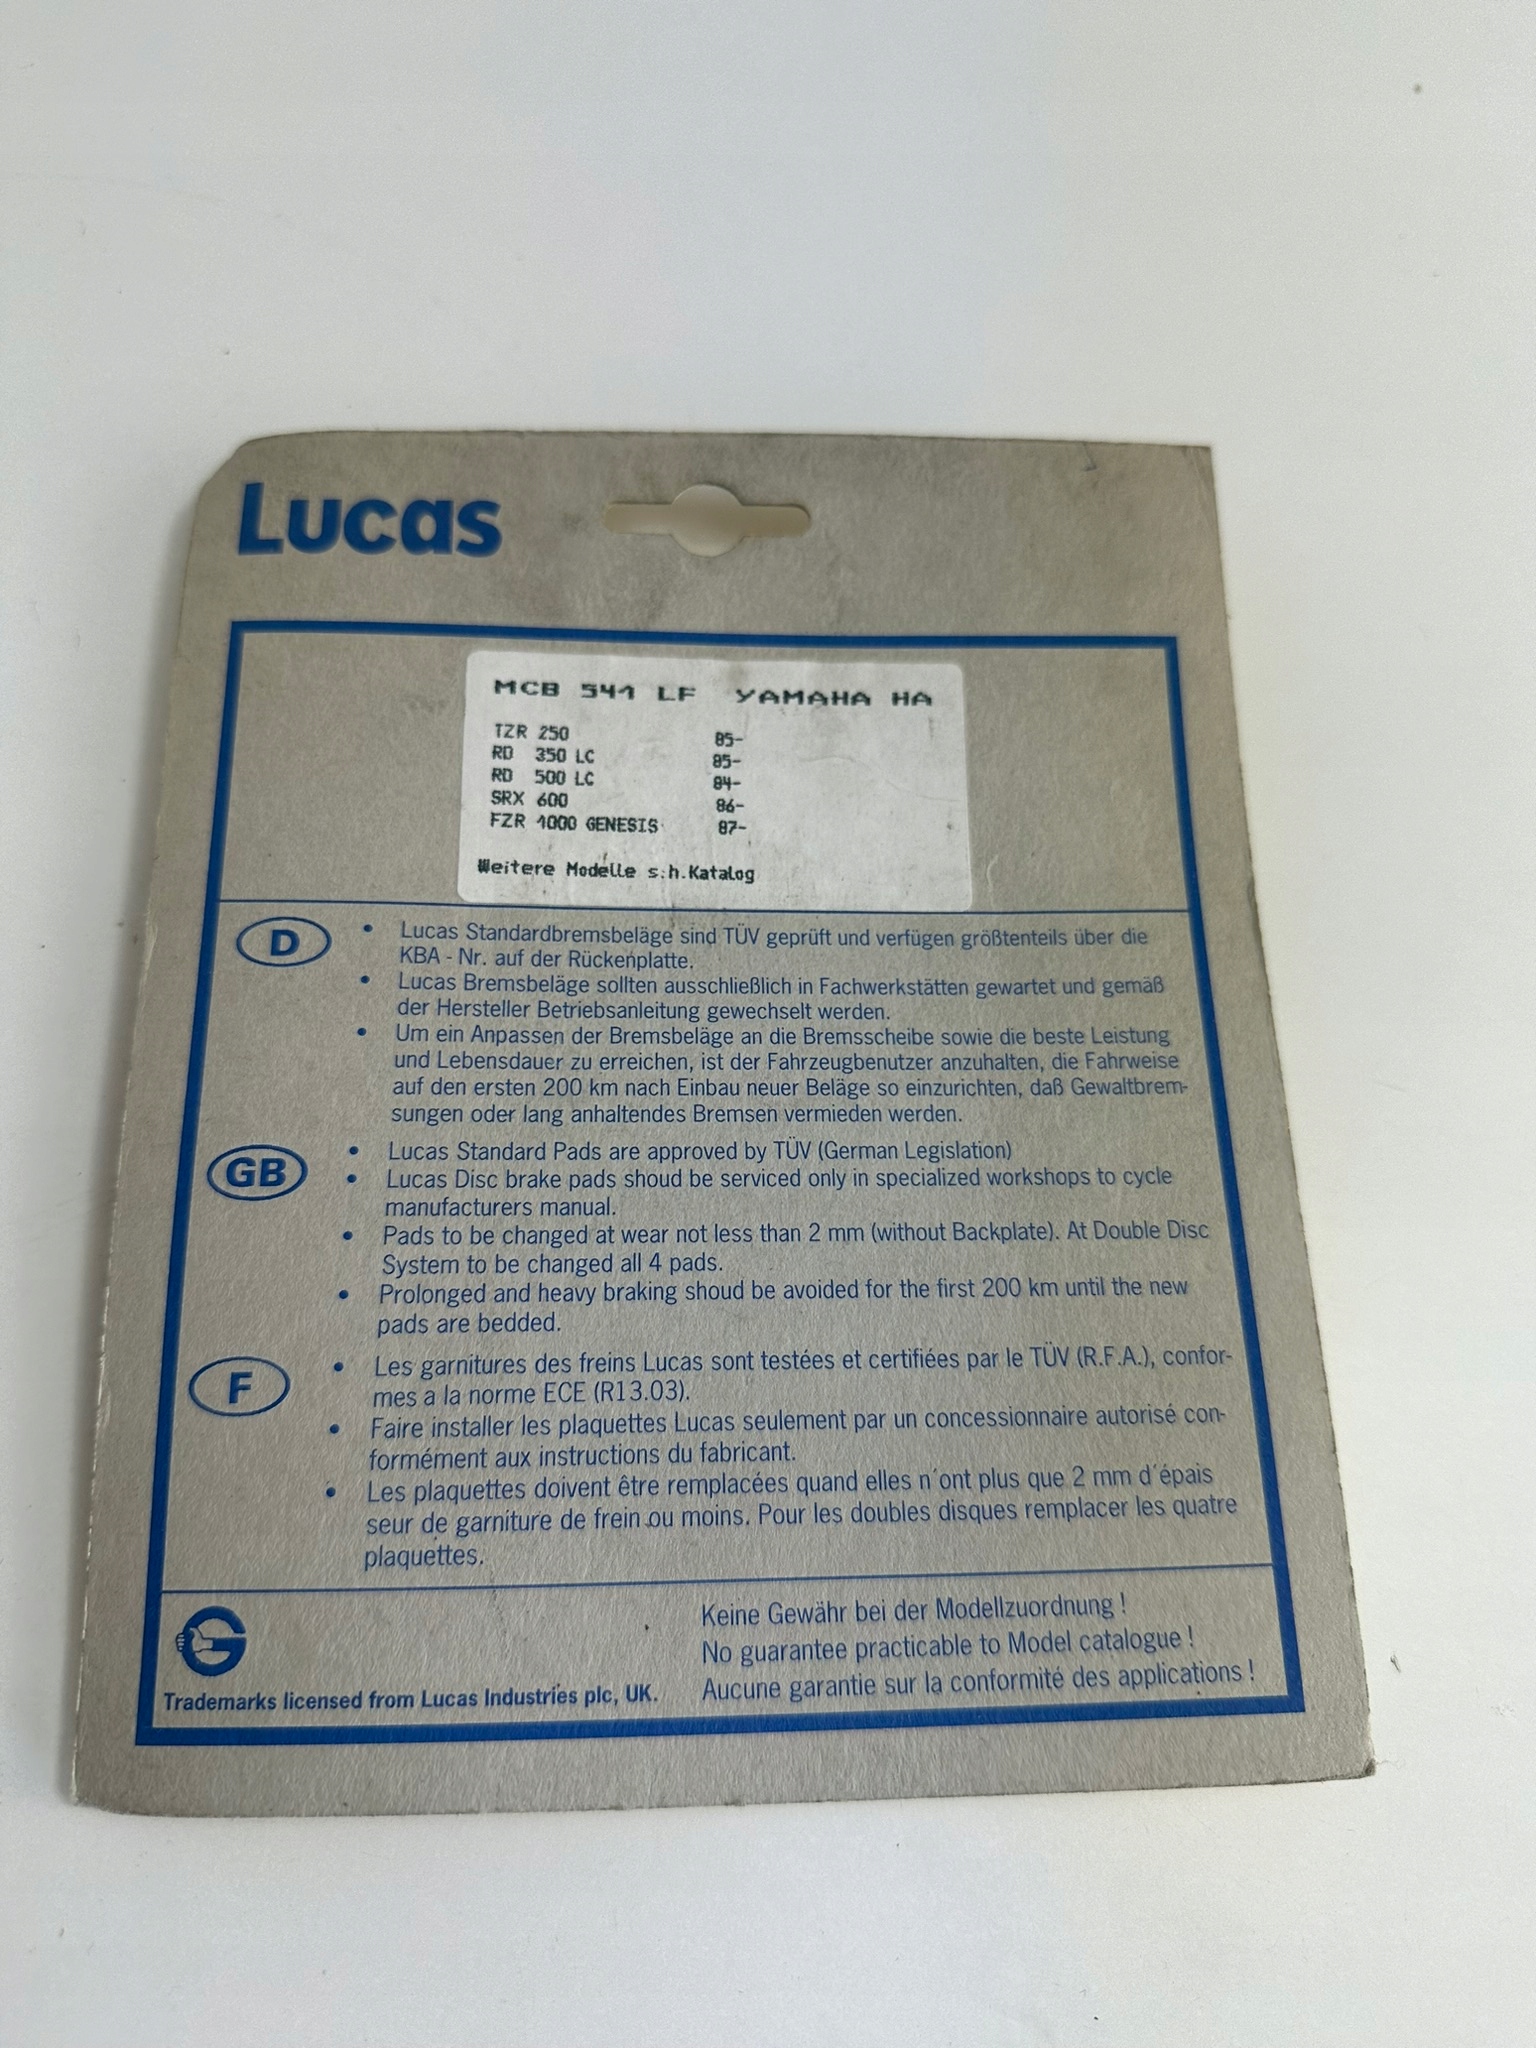 Lucas
MCB 541 LF YAMAHA HA
TZR 250 85-
RD 350 LC 85-
RD 500 LC 84-
SRX 600 86-
FZR 1000 GENESIS 87-
Weitere Modelle s.h.Katalog
D
• Lucas Standardbremsbeläge sind TÜV geprüft und verfügen größtenteils über die
KBA - Nr. auf der Rückenplatte.
• Lucas Bremsbeläge sollten ausschließlich in Fachwerkstätten gewartet und gemäß
der Hersteller Betriebsanleitung gewechselt werden.
• Um ein Anpassen der Bremsbeläge an die Bremsscheibe sowie die beste Leistung
und Lebensdauer zu erreichen, ist der Fahrzeugbenutzer anzuhalten, die Fahrweise
auf den ersten 200 km nach Einbau neuer Beläge so einzurichten, daß Gewaltbrem-
sungen oder lang anhaltendes Bremsen vermieden werden.
GB
• Lucas Standard Pads are approved by TÜV (German Legislation)
• Lucas Disc brake pads shoud be serviced only in specialized workshops to cycle
manufacturers manual.
• Pads to be changed at wear not less than 2 mm (without Backplate). At Double Disc
System to be changed all 4 pads.
• Prolonged and heavy braking shoud be avoided for the first 200 km until the new
pads are bedded.
F
• Les garnitures des freins Lucas sont testées et certifiées par le TÜV (R.F.A.), confor-
mes a la norme ECE (R13.03).
• Faire installer les plaquettes Lucas seulement par un concessionnaire autorisé con-
formément aux instructions du fabricant.
• Les plaquettes doivent être remplacées quand elles n´ont plus que 2 mm d´épais
seur de garniture de frein ou moins. Pour les doubles disques remplacer les quatre
plaquettes.
G
Trademarks licensed from Lucas Industries plc, UK.
Keine Gewähr bei der Modellzuordnung !
No guarantee practicable to Model catalogue !
Aucune garantie sur la conformité des applications !